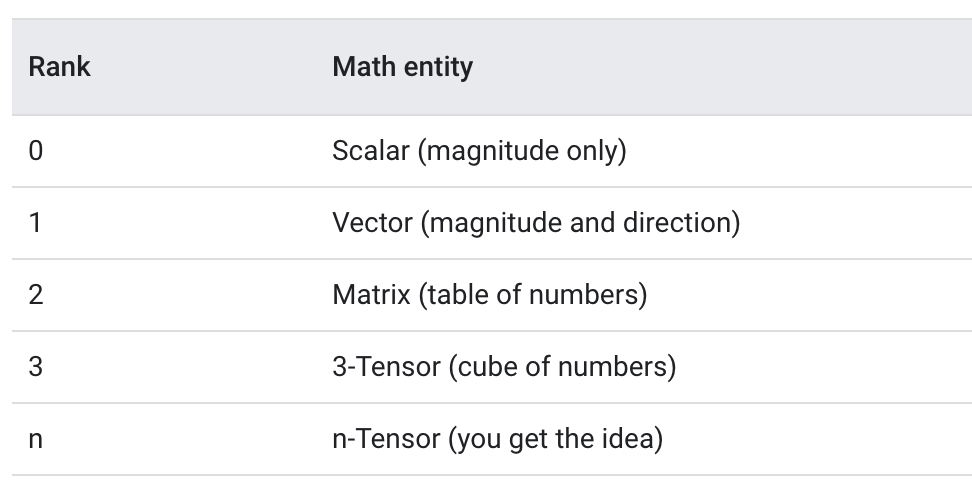 Rank Math entity
0 Scalar (magnitude only)
1 Vector (magnitude and direction)
2 Matrix (table of numbers)
3 3-Tensor (cube of numbers)
n n-Tensor (you get the idea)